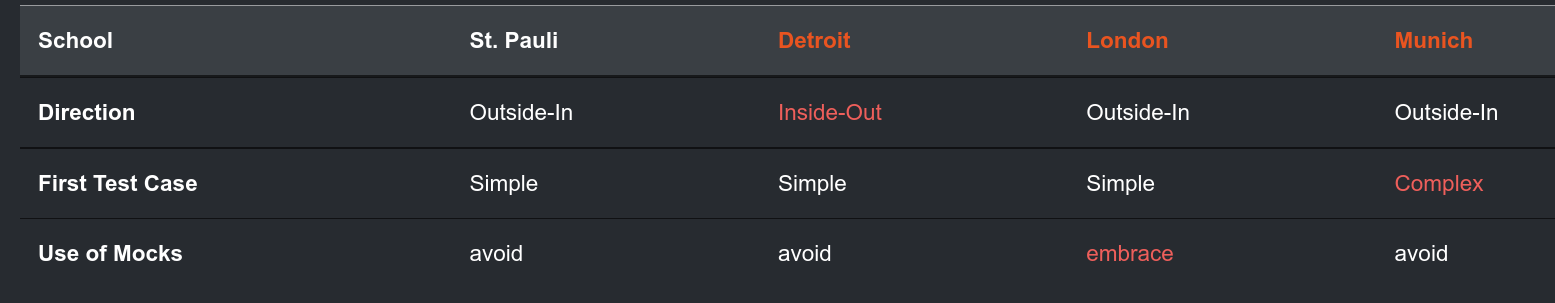 School St. Pauli Detroit London Munich
Direction Outside-In Inside-Out Outside-In Outside-In
First Test Case Simple Simple Simple Complex
Use of Mocks avoid avoid embrace avoid